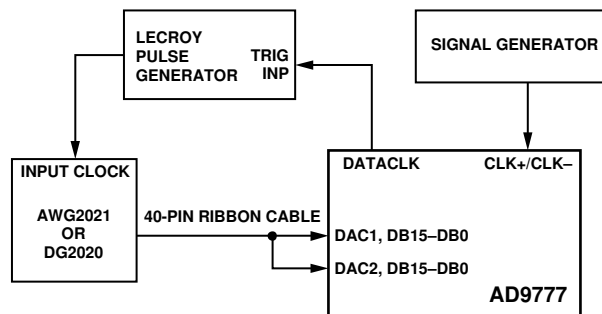 LECROY
PULSE
GENERATOR
TRIG
INP
SIGNAL GENERATOR
INPUT CLOCK
AWG2021
OR
DG2020
40-PIN RIBBON CABLE
DATACLK
CLK+/CLK–
DAC1, DB15–DB0
DAC2, DB15–DB0
AD9777